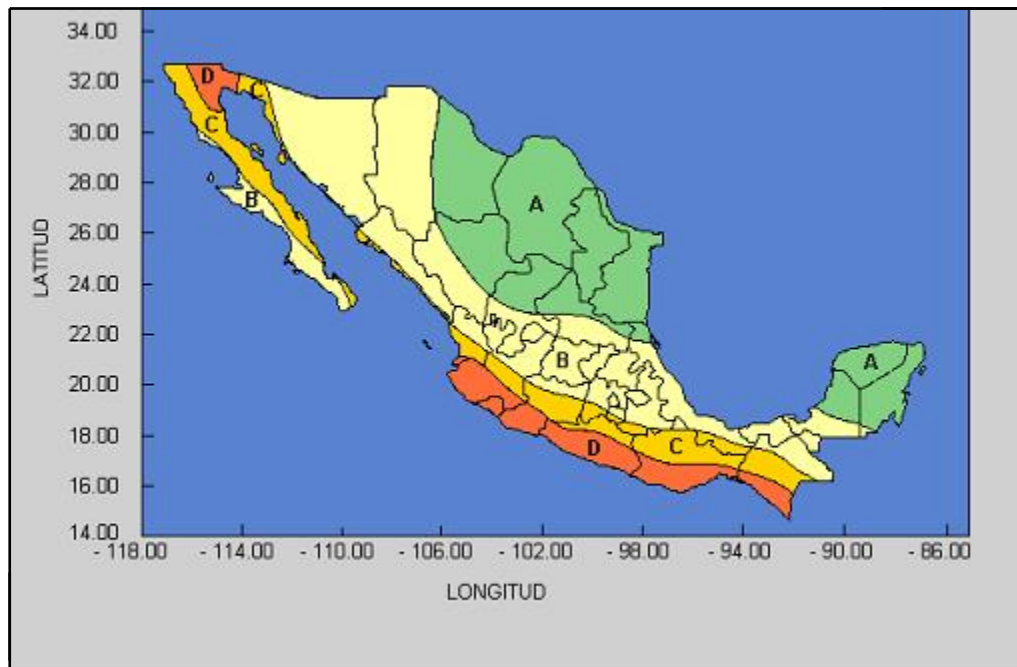 34.00
32.00
30.00
28.00
26.00
24.00
22.00
20.00
18.00
16.00
14.00
LATITUD
D
C
C
B
A
B
A
D
C
- 118.00 - 114.00 - 110.00 - 106.00 - 102.00 - 98.00 - 94.00 - 90.00 - 86.00
LONGITUD